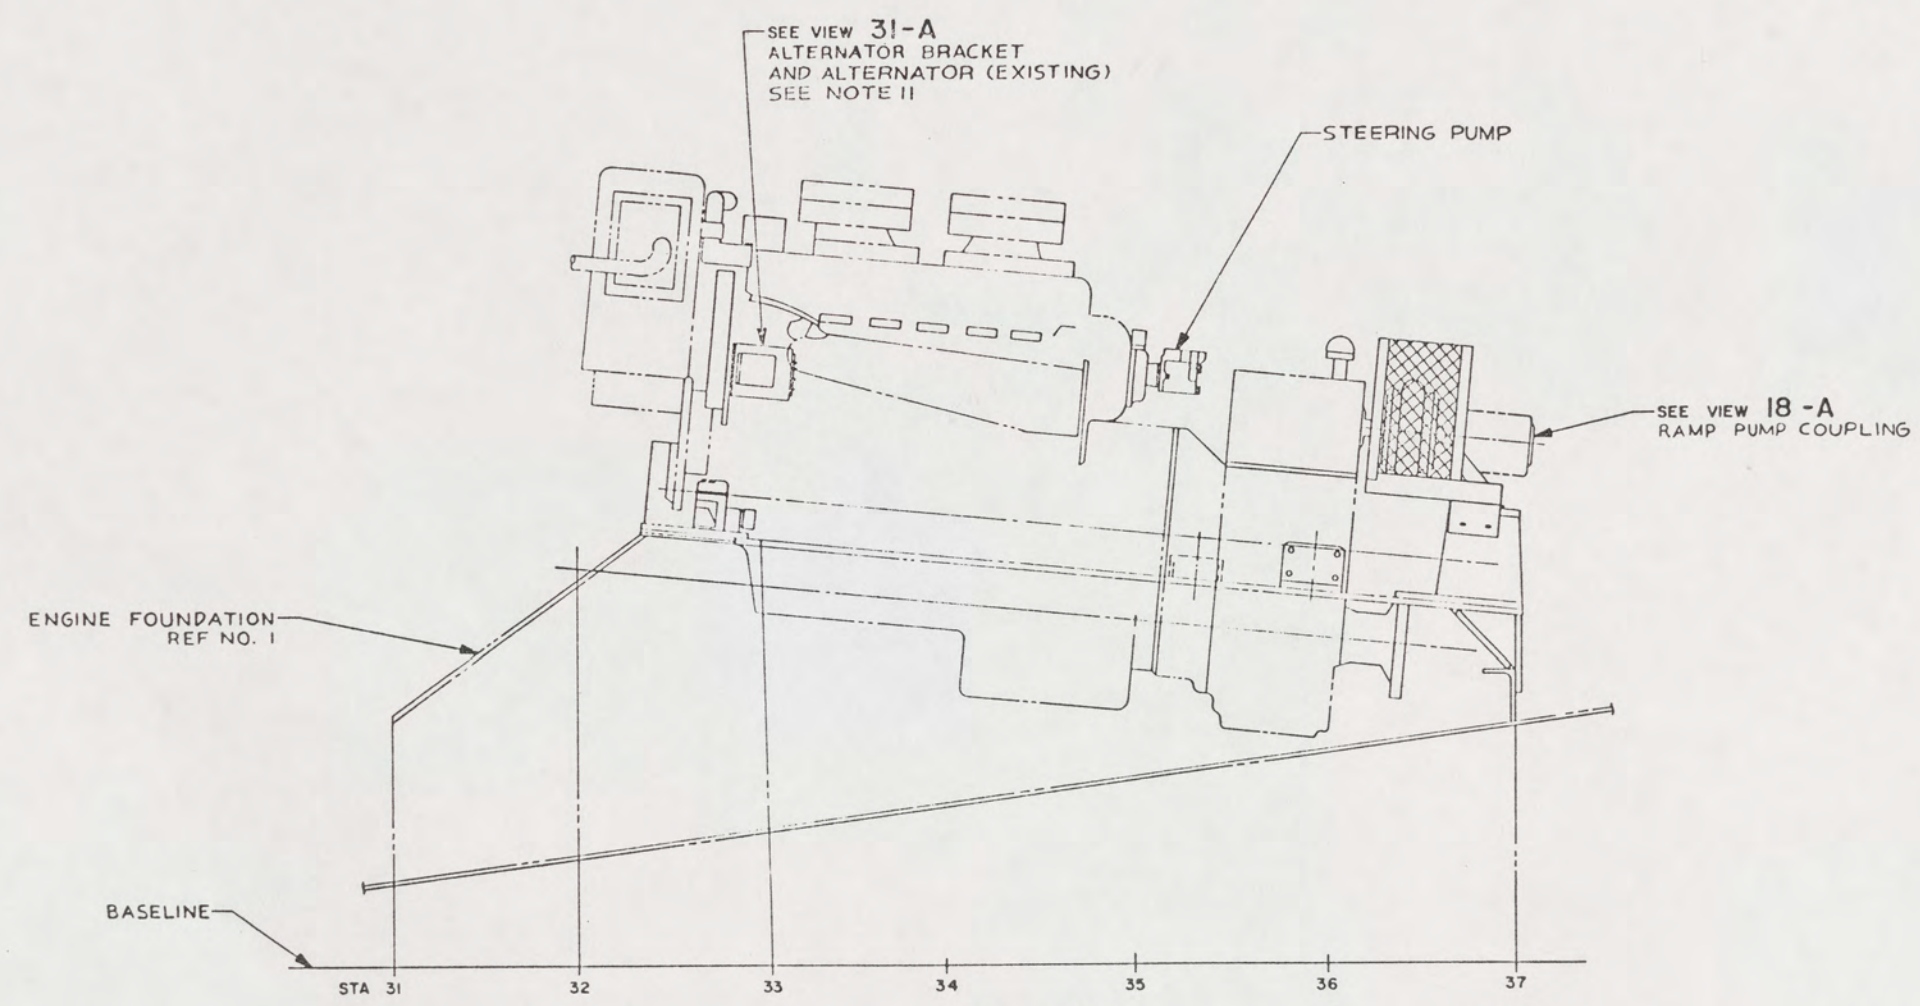 SEE VIEW 31-A
ALTERNATOR BRACKET
AND ALTERNATOR (EXISTING)
SEE NOTE 11
STEERING PUMP
SEE VIEW 18-A
RAMP PUMP COUPLING
ENGINE FOUNDATION
REF NO. 1
BASELINE
STA 31 32 33 34 35 36 37